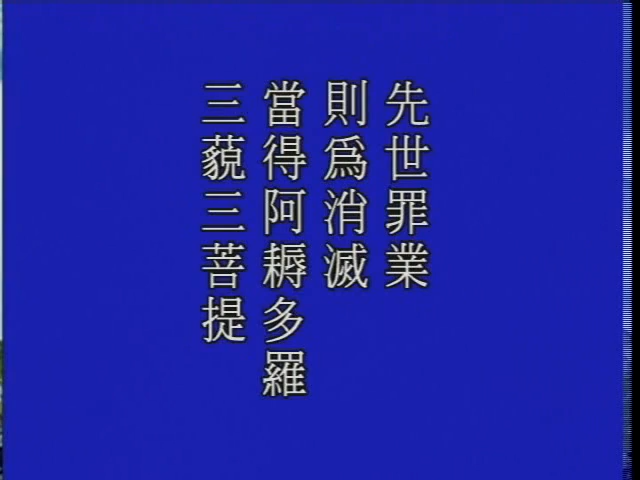 先世罪業
則爲消滅
當得阿耨多羅
三藐三菩提